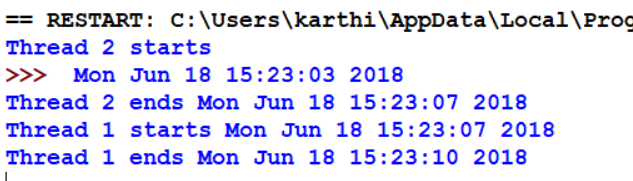 == RESTART: C:\Users\karthi\AppData\Local\Prog
Thread 2 starts
>>>  Mon Jun 18 15:23:03 2018
Thread 2 ends Mon Jun 18 15:23:07 2018
Thread 1 starts Mon Jun 18 15:23:07 2018
Thread 1 ends Mon Jun 18 15:23:10 2018